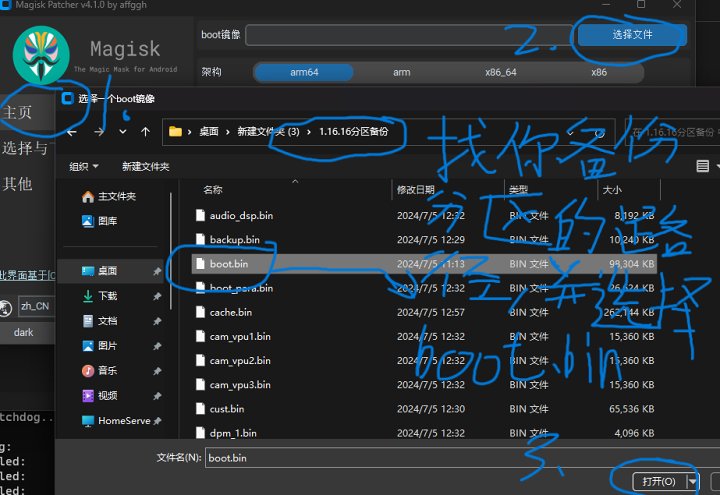 Magisk Patcher v4.1.0 by affggh
Magisk
The Magic Mask for Android
boot镜像
2.
选择文件
架构
arm64
arm
x86_64
x86
主页
1.
选择与
其他
选择一个boot镜像
桌面 > 新建文件夹 (3) > 1.16.16分区备份
在 1.16.16分区备份 中
组织
新建文件夹
找你备份
分区的路
径,并选择
boot.bin
主文件夹
图库
桌面
下载
文档
图片
音乐
视频
HomeServe
名称
修改日期
类型
大小
audio_dsp.bin 2024/7/5 12:32 BIN 文件 8,192 KB
backup.bin 2024/7/5 12:29 BIN 文件 10,240 KB
boot.bin 2024/7/5 11:13 BIN 文件 98,304 KB
boot_para.bin 2024/7/5 12:32 BIN 文件 26,624 KB
cache.bin 2024/7/5 12:57 BIN 文件 262,144 KB
cam_vpu1.bin 2024/7/5 12:32 BIN 文件 15,360 KB
cam_vpu2.bin 2024/7/5 12:32 BIN 文件 15,360 KB
cam_vpu3.bin 2024/7/5 12:32 BIN 文件 15,360 KB
cust.bin 2024/7/5 12:30 BIN 文件 65,536 KB
dpm_1.bin 2024/7/5 12:32 BIN 文件 4,096 KB
此界面基于
zh_CN
dark
tchdog..
g:
led:
led:
led:
文件名(N):
boot.bin
3、
打开(O)